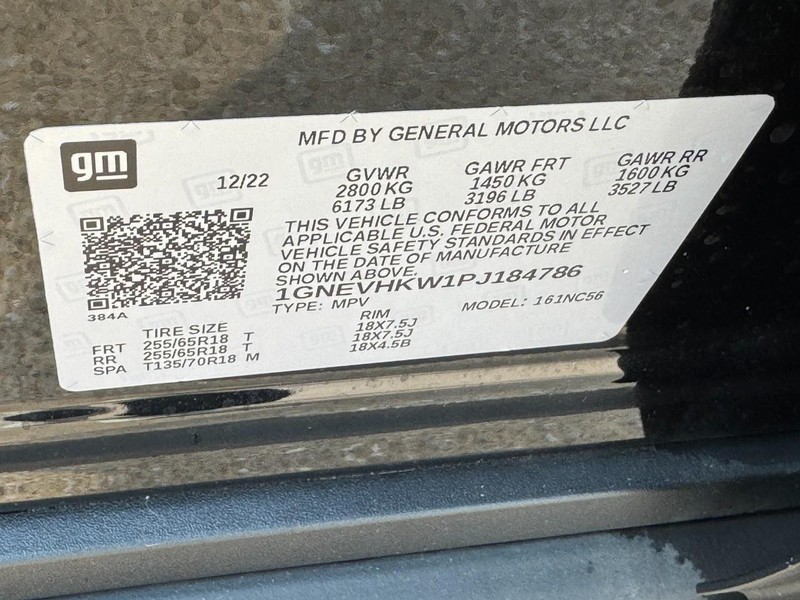 MFD BY GENERAL MOTORS LLC
gm
12/22
GVWR GAWR FRT GAWR RR
2800 KG 1450 KG 1600 KG
6173 LB 3196 LB 3527 LB
THIS VEHICLE CONFORMS TO ALL
APPLICABLE U.S. FEDERAL MOTOR
VEHICLE SAFETY STANDARDS IN EFFECT
ON THE DATE OF MANUFACTURE
SHOWN ABOVE.
1GNEVHKW1PJ184786
TYPE: MPV MODEL: 161NC56
384A
TIRE SIZE RIM
FRT 255/65R18 T 18X7.5J
RR 255/65R18 T 18X7.5J
SPA T135/70R18 M 18X4.5B